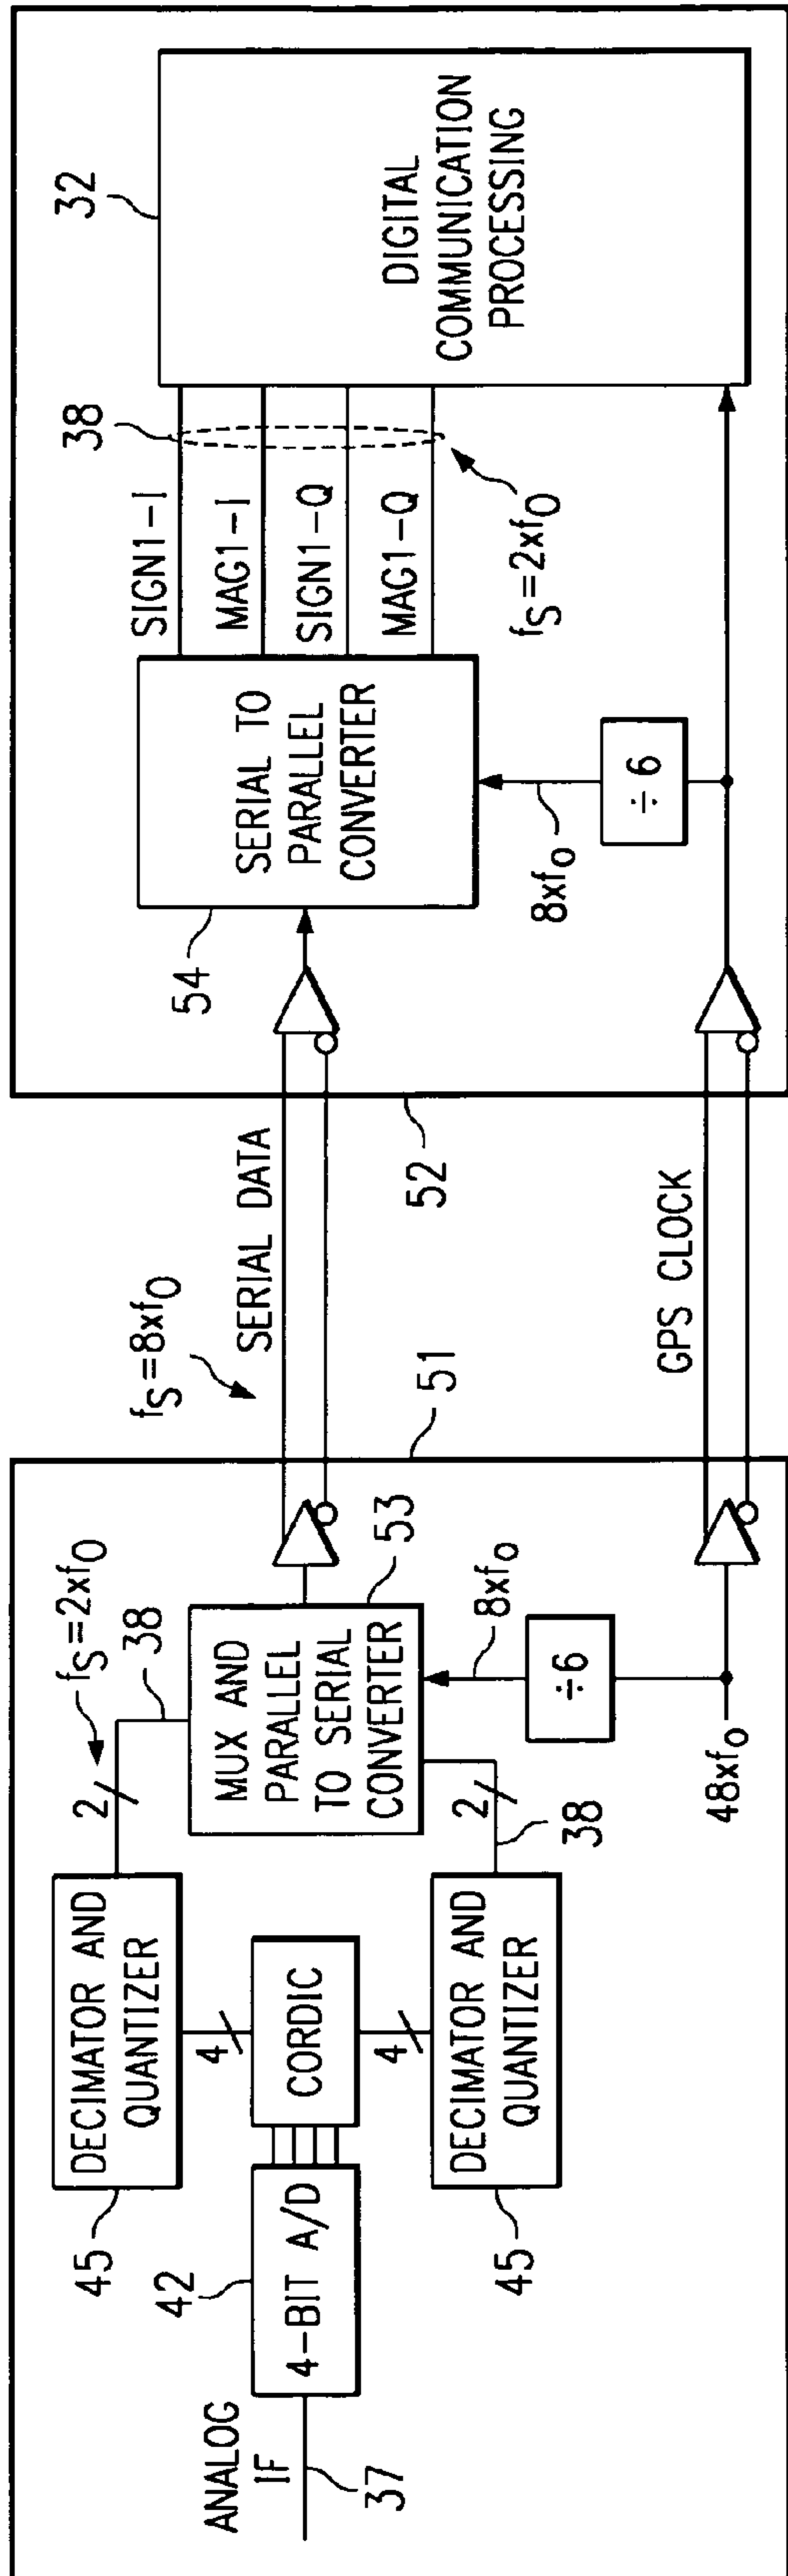 ANALOG
IF
37
42
4-BIT A/D
CORDIC
4
4
45
DECIMATOR AND
QUANTIZER
45
DECIMATOR AND
QUANTIZER
2
38
fS=2xfO
2
38
MUX AND
PARALLEL
TO SERIAL
CONVERTER
53
8xfo
÷6
48xfo
51
fS=8xfO
SERIAL DATA
GPS CLOCK
52
54
SERIAL TO
PARALLEL
CONVERTER
8xfo
÷ 6
SIGN1-I
MAG1-I
SIGN1-Q
MAG1-Q
38
fS=2xfO
32
DIGITAL
COMMUNICATION
PROCESSING